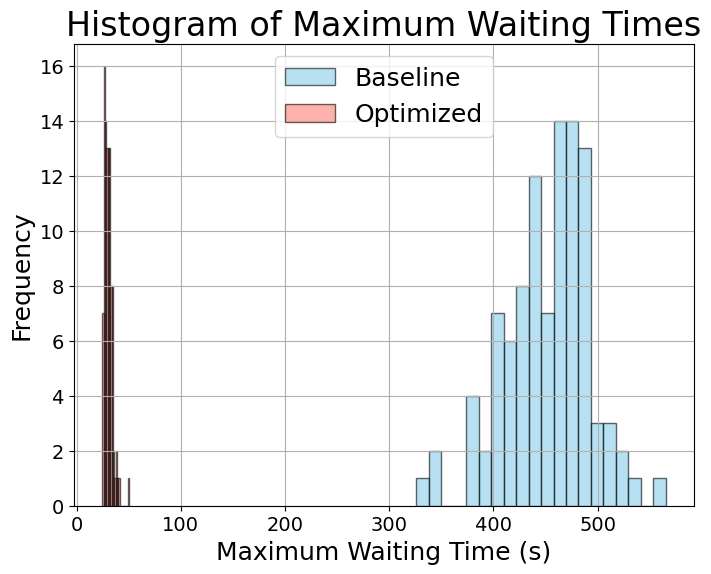 Histogram of Maximum Waiting Times
Baseline
Optimized
Frequency
16
14
12
10
8
6
4
2
0
0 100 200 300 400 500
Maximum Waiting Time (s)